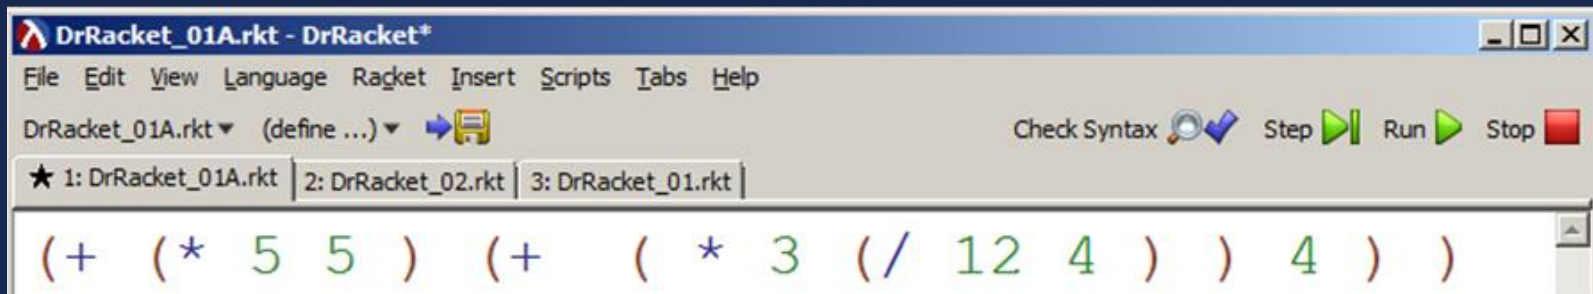 DrRacket_01A.rkt - DrRacket*
File Edit View Language Racket Insert Scripts Tabs Help
DrRacket_01A.rkt (define ...) Check Syntax Step Run Stop
★ 1: DrRacket_01A.rkt 2: DrRacket_02.rkt 3: DrRacket_01.rkt
(+ (* 5 5 ) (+ ( * 3 (/ 12 4 ) ) 4 ) )